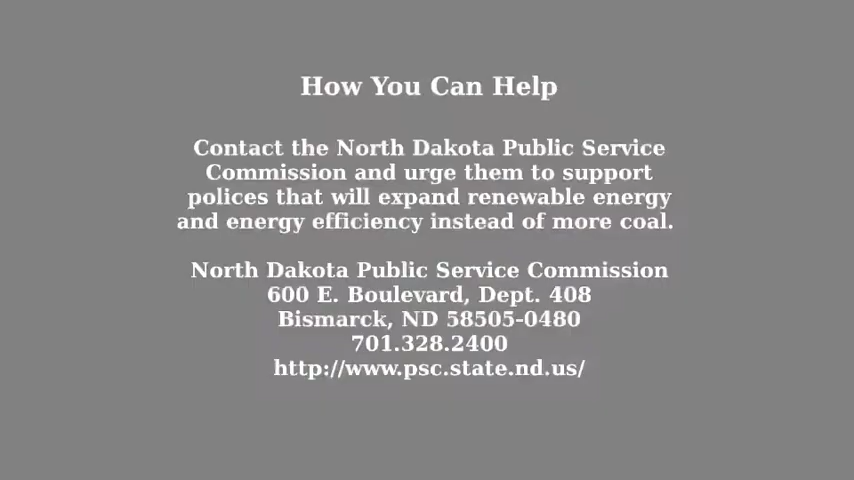 How You Can Help
Contact the North Dakota Public Service
Commission and urge them to support
polices that will expand renewable energy
and energy efficiency instead of more coal.
North Dakota Public Service Commission
600 E. Boulevard, Dept. 408
Bismarck, ND 58505-0480
701.328.2400
http://www.psc.state.nd.us/